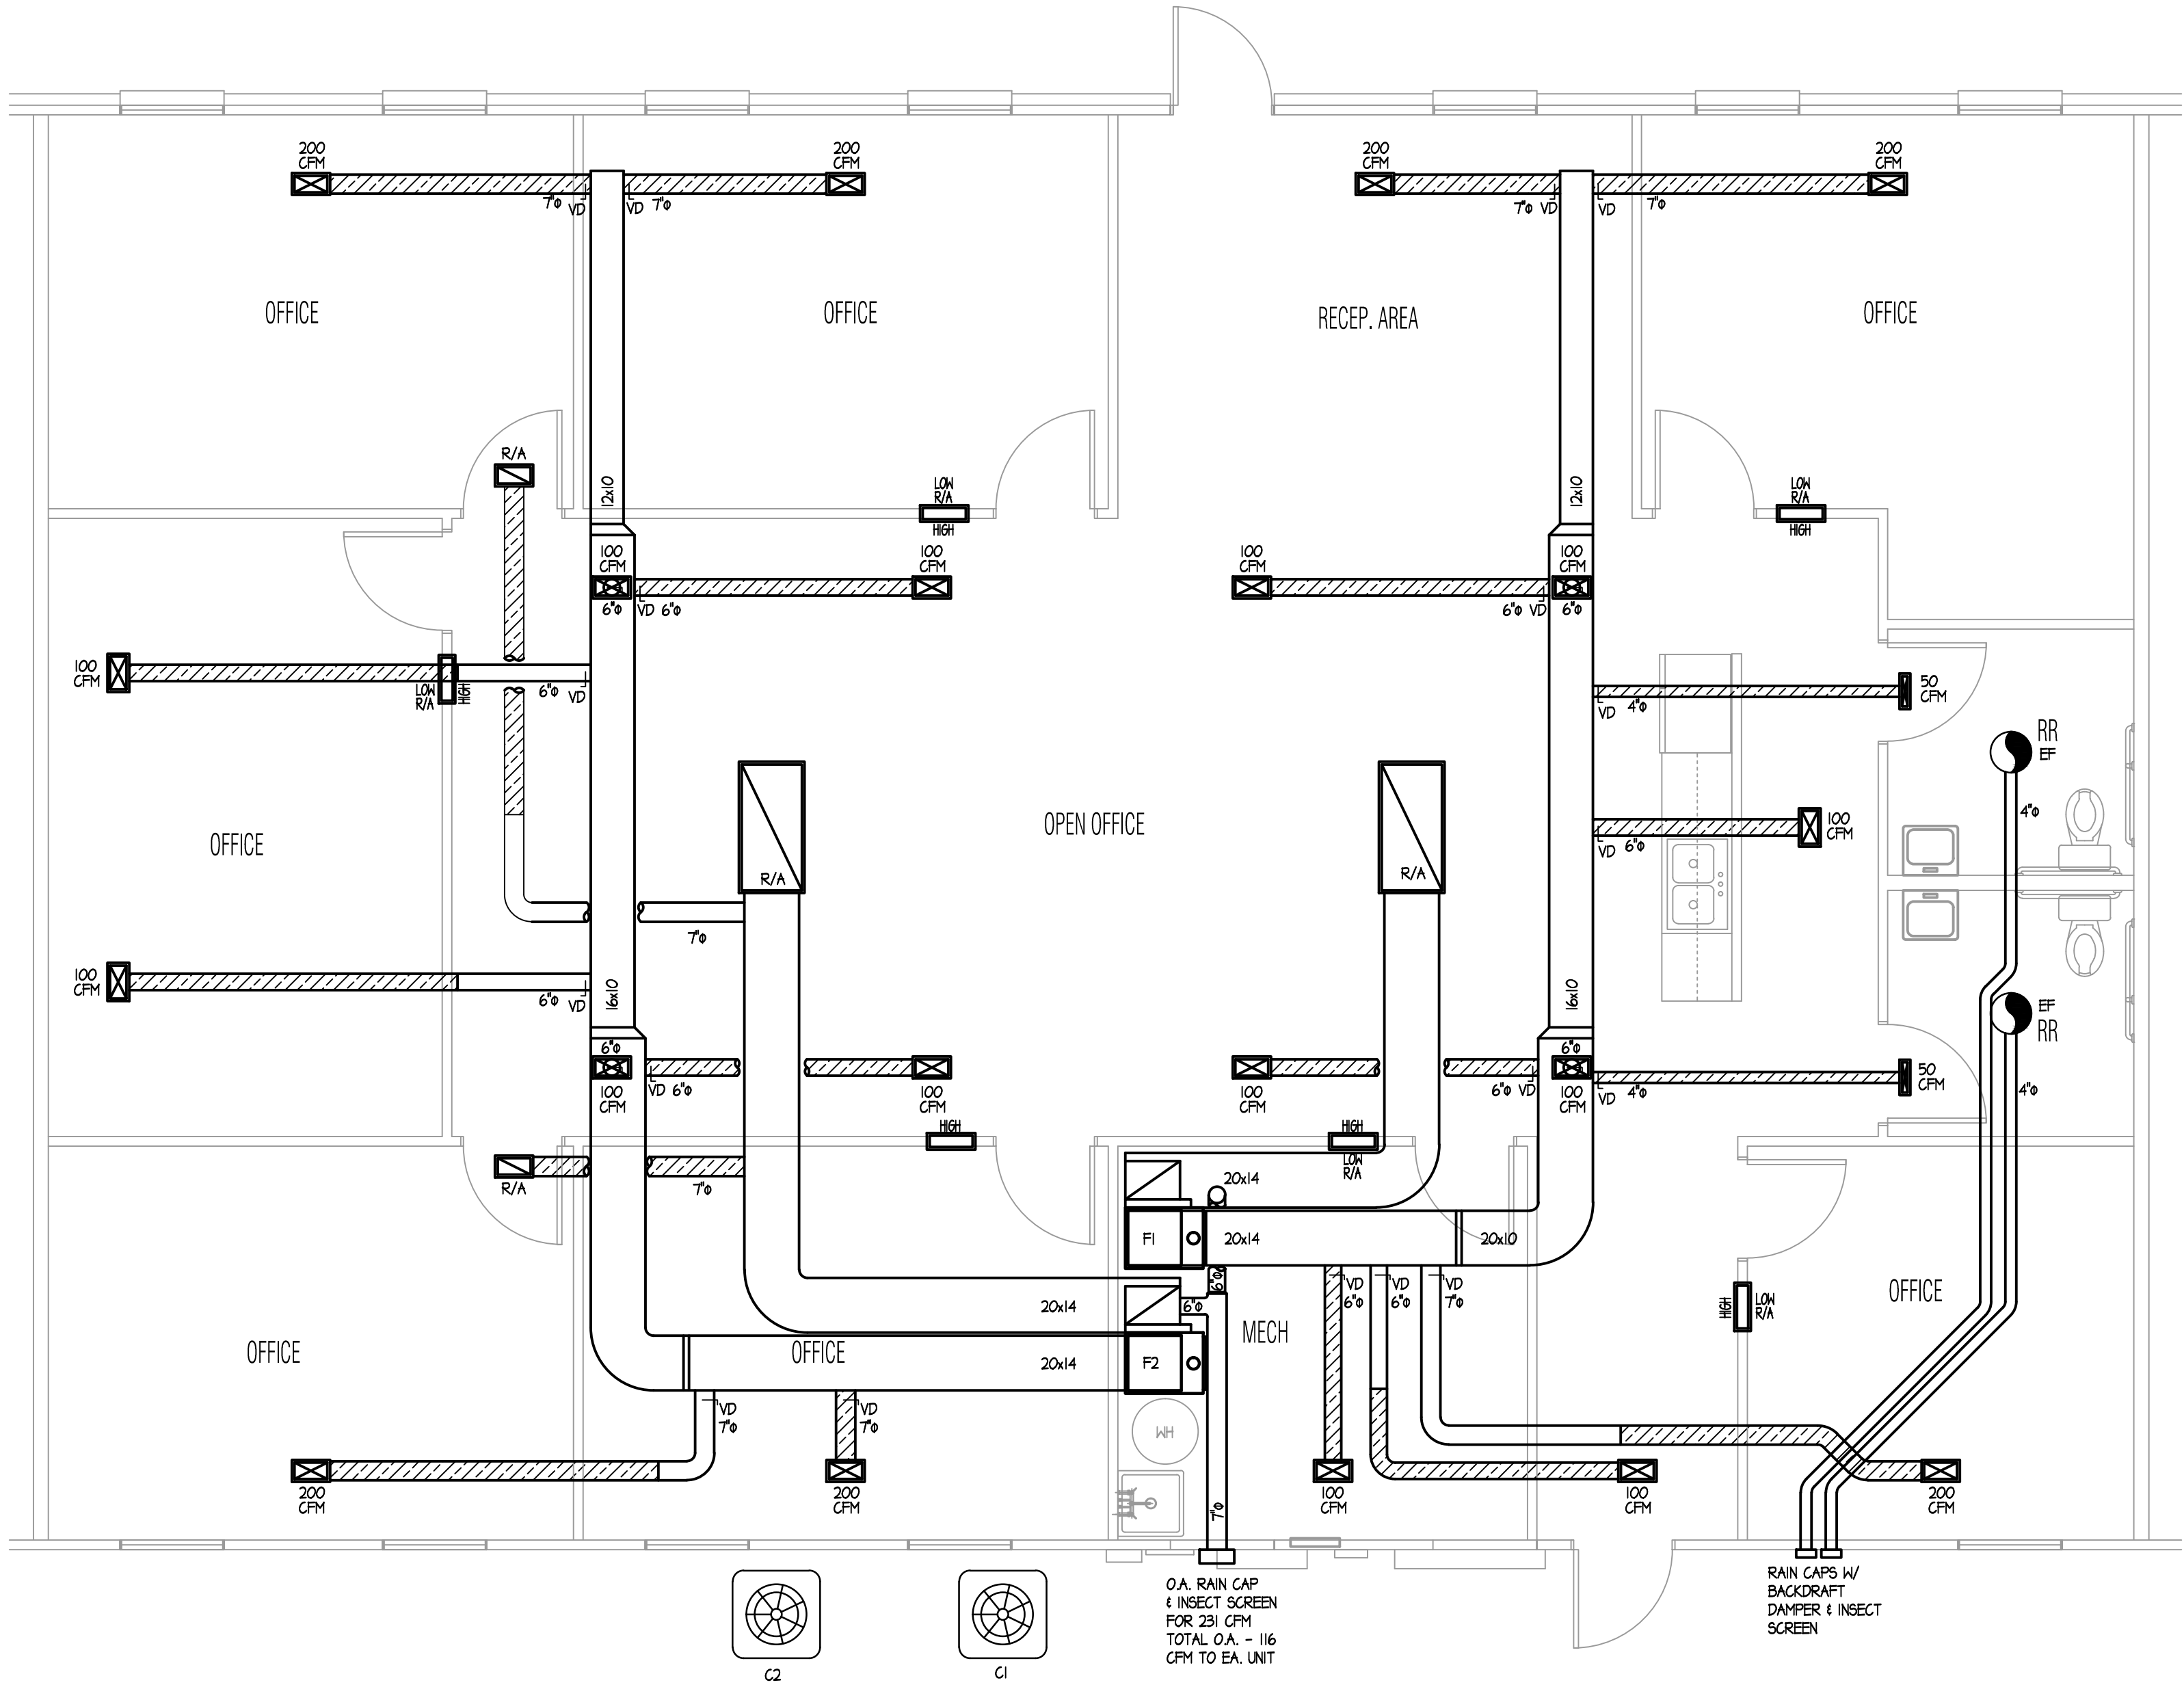 200
CFM
200
CFM
200
CFM
200
CFM
7"ø VD
VD 7"ø
7"ø VD
VD 7"ø
OFFICE
OFFICE
RECEP. AREA
OFFICE
R/A
12x10
LOW
R/A
HIGH
12x10
LOW
R/A
HIGH
100
CFM
6"ø
VD 6"ø
100
CFM
100
CFM
6"ø VD
100
CFM
6"ø
100
CFM
LOW
R/A
HIGH
6"ø VD
VD 4"ø
50
CFM
RR
EF
4"ø
OFFICE
R/A
OPEN OFFICE
R/A
VD 6"ø
100
CFM
7"ø
100
CFM
6"ø VD
16x10
16x10
EF
RR
6"ø
100
CFM
VD 6"ø
100
CFM
100
CFM
6"ø VD
6"ø
100
CFM
VD 4"ø
50
CFM
4"ø
HIGH
HIGH
LOW
R/A
R/A
7"ø
20x14
F1
20x14
20x10
6"ø
VD
6"ø
VD
6"ø
VD
7"ø
20x14
6"ø
HIGH
LOW
R/A
OFFICE
OFFICE
OFFICE
20x14
F2
MECH
VD
7"ø
VD
7"ø
WH
200
CFM
200
CFM
7"ø
100
CFM
100
CFM
200
CFM
C2
C1
O.A. RAIN CAP
& INSECT SCREEN
FOR 231 CFM
TOTAL O.A. - 116
CFM TO EA. UNIT
RAIN CAPS W/
BACKDRAFT
DAMPER & INSECT
SCREEN